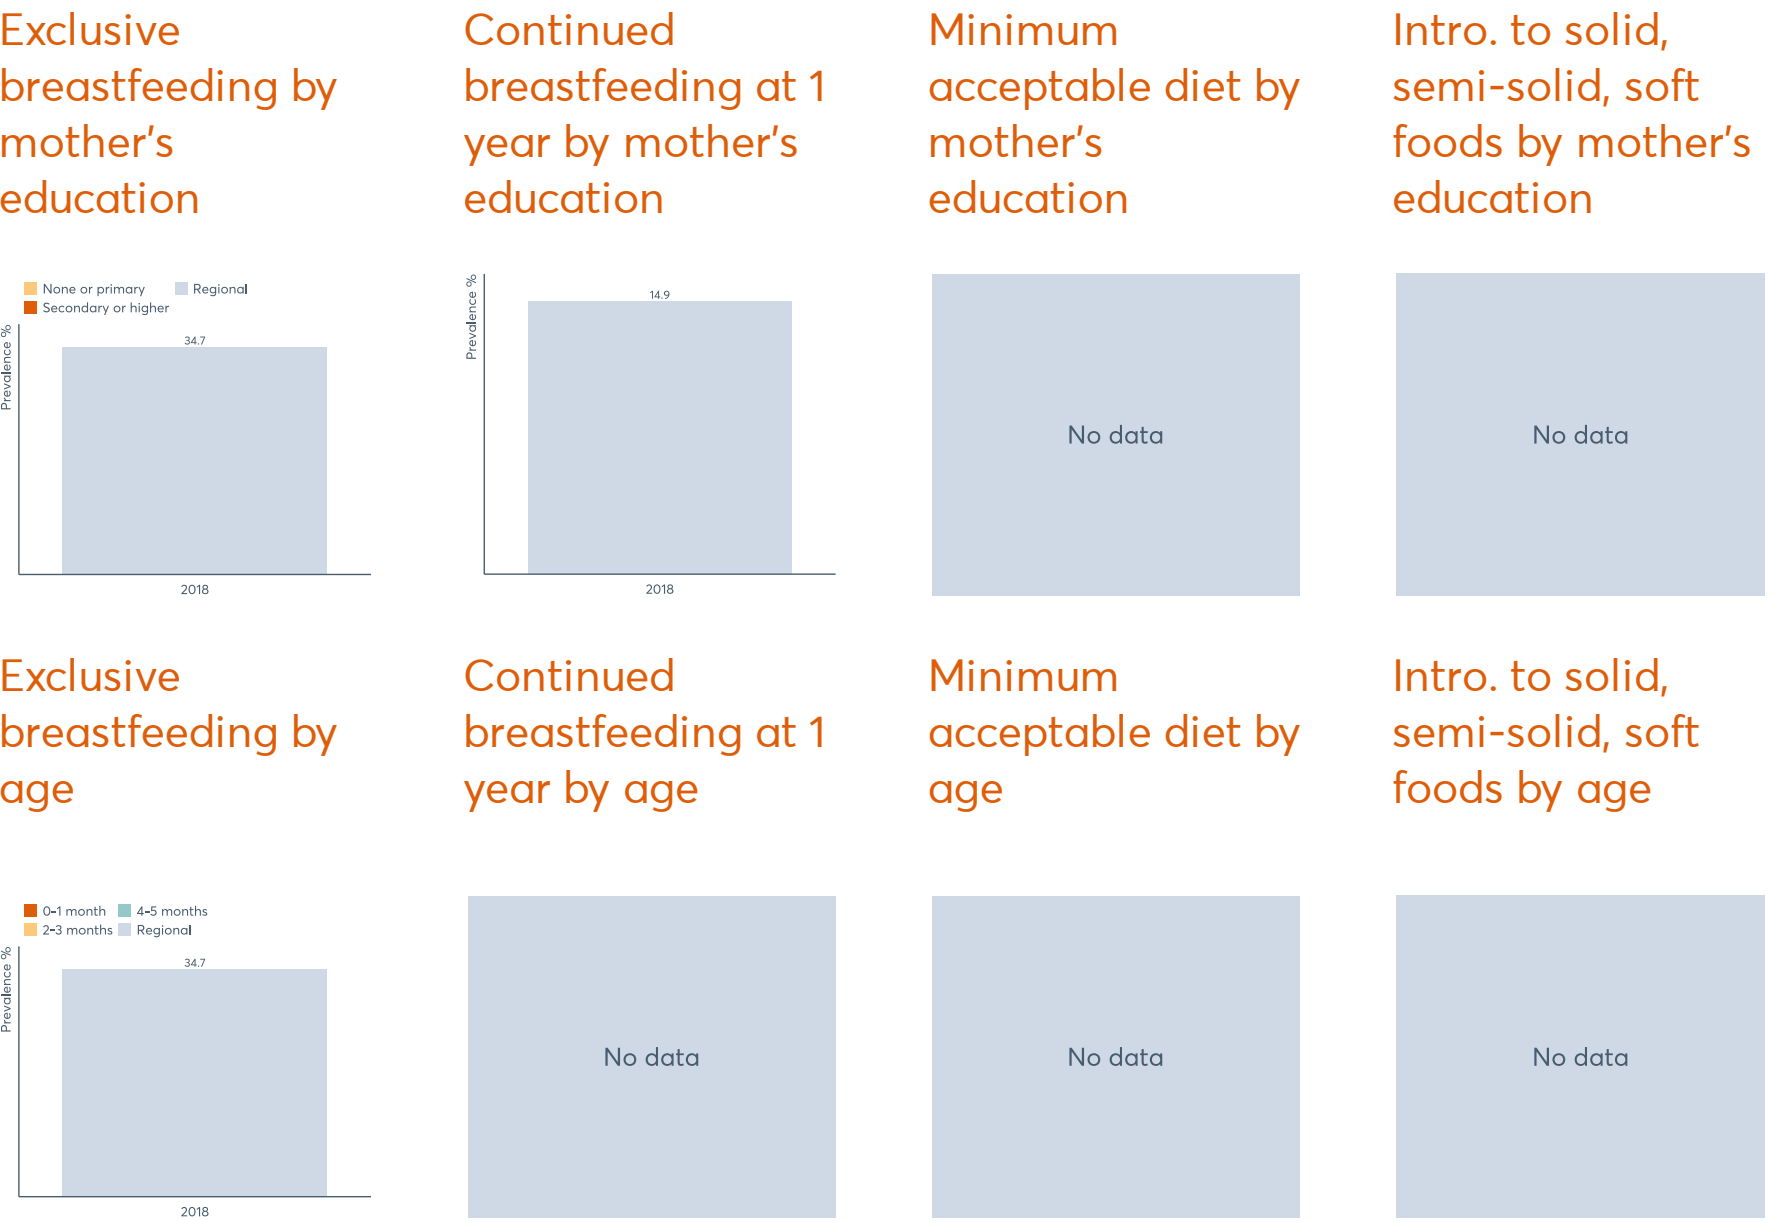 Exclusive
breastfeeding by
mother's
education
Continued
breastfeeding at 1
year by mother's
education
Minimum
acceptable diet by
mother's
education
Intro. to solid,
semi-solid, soft
foods by mother's
education
None or primary
Regional
Secondary or higher
Prevalence %
34.7
2018
Prevalence %
14.9
2018
No data
No data
Exclusive
breastfeeding by
age
Continued
breastfeeding at 1
year by age
Minimum
acceptable diet by
age
Intro. to solid,
semi-solid, soft
foods by age
0-1 month
4-5 months
2-3 months
Regional
Prevalence %
34.7
2018
No data
No data
No data